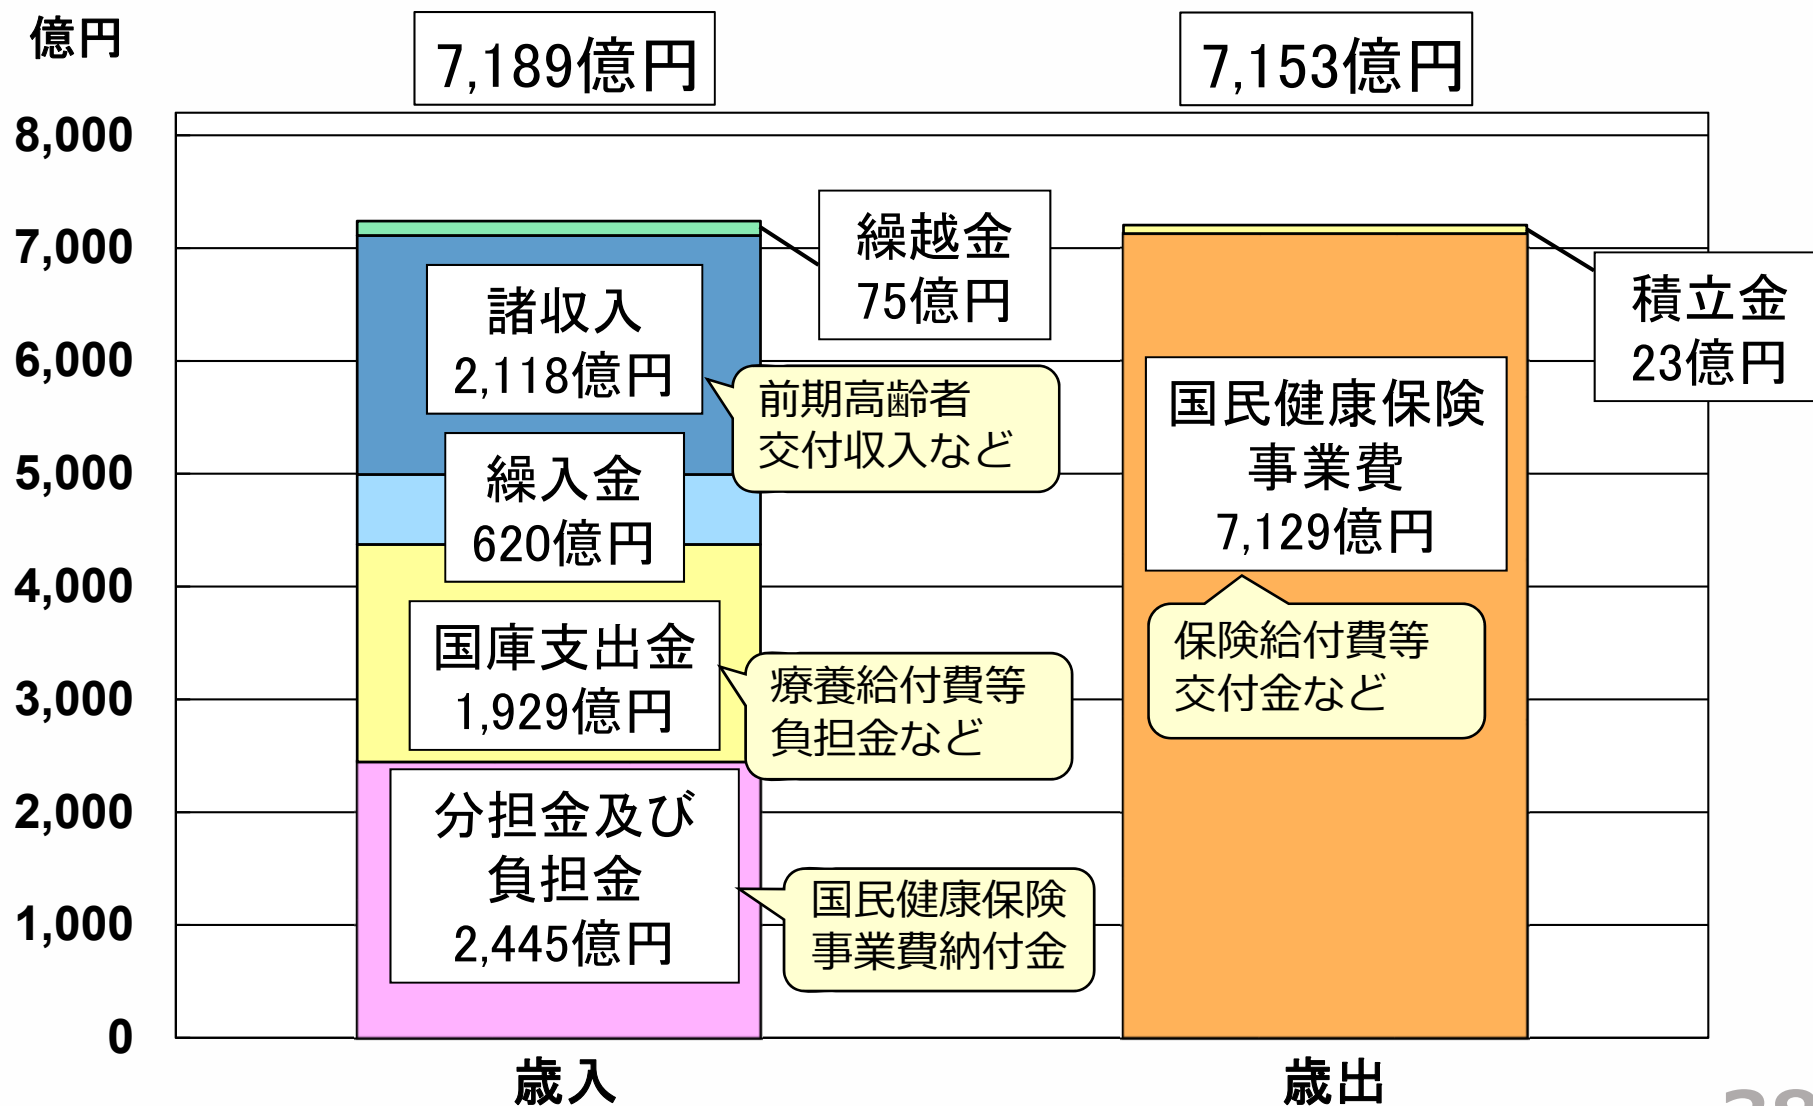 億円
7,189億円
7,153億円
8,000
7,000
6,000
5,000
4,000
3,000
2,000
1,000
0
繰越金
75億円
諸収入
2,118億円
前期高齢者
交付収入など
繰入金
620億円
国庫支出金
1,929億円
療養給付費等
負担金など
分担金及び
負担金
2,445億円
国民健康保険
事業費納付金
積立金
23億円
国民健康保険
事業費
7,129億円
保険給付費等
交付金など
歳入
歳出